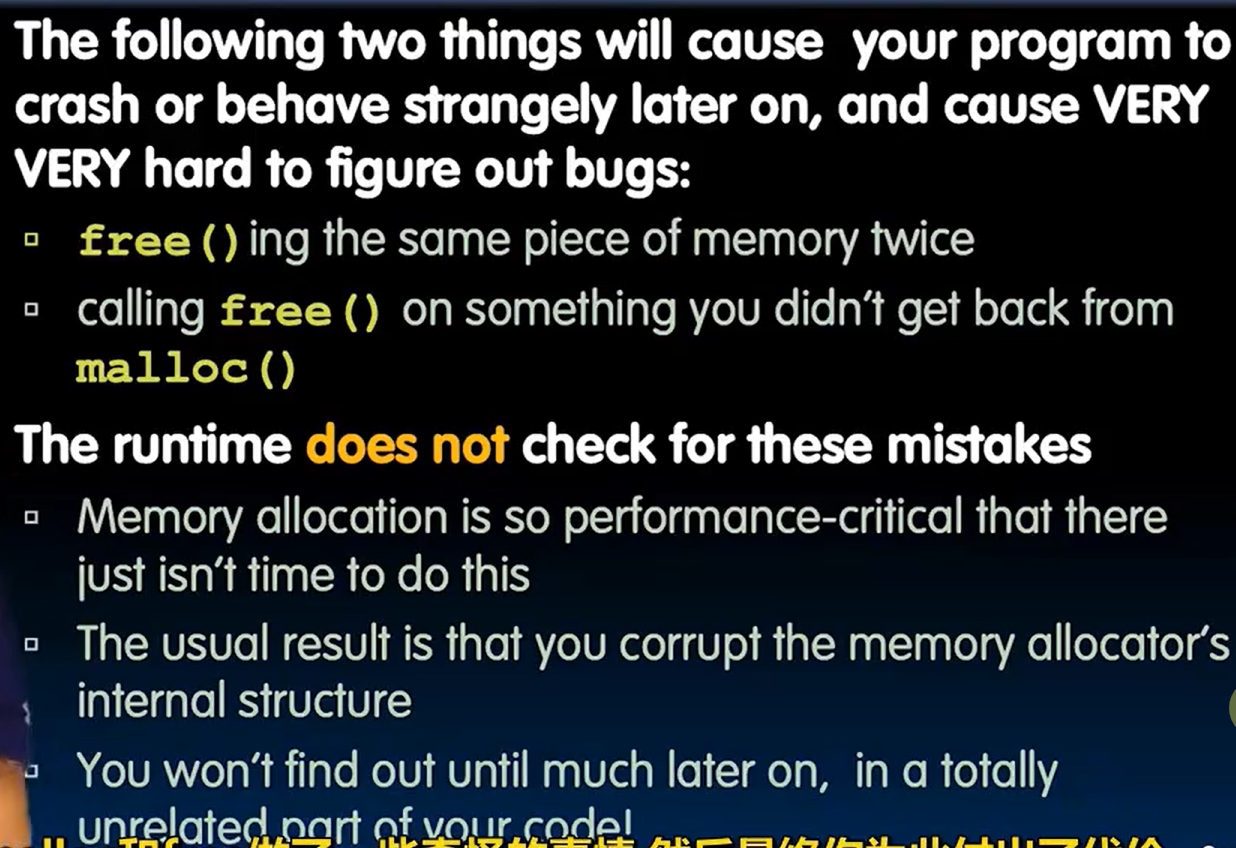 The following two things will cause your program to
crash or behave strangely later on, and cause VERY
VERY hard to figure out bugs:
free()ing the same piece of memory twice
calling free() on something you didn't get back from
malloc()
The runtime does not check for these mistakes
Memory allocation is so performance-critical that there
just isn't time to do this
The usual result is that you corrupt the memory allocator's
internal structure
You won't find out until much later on, in a totally
unrelated part of your code!